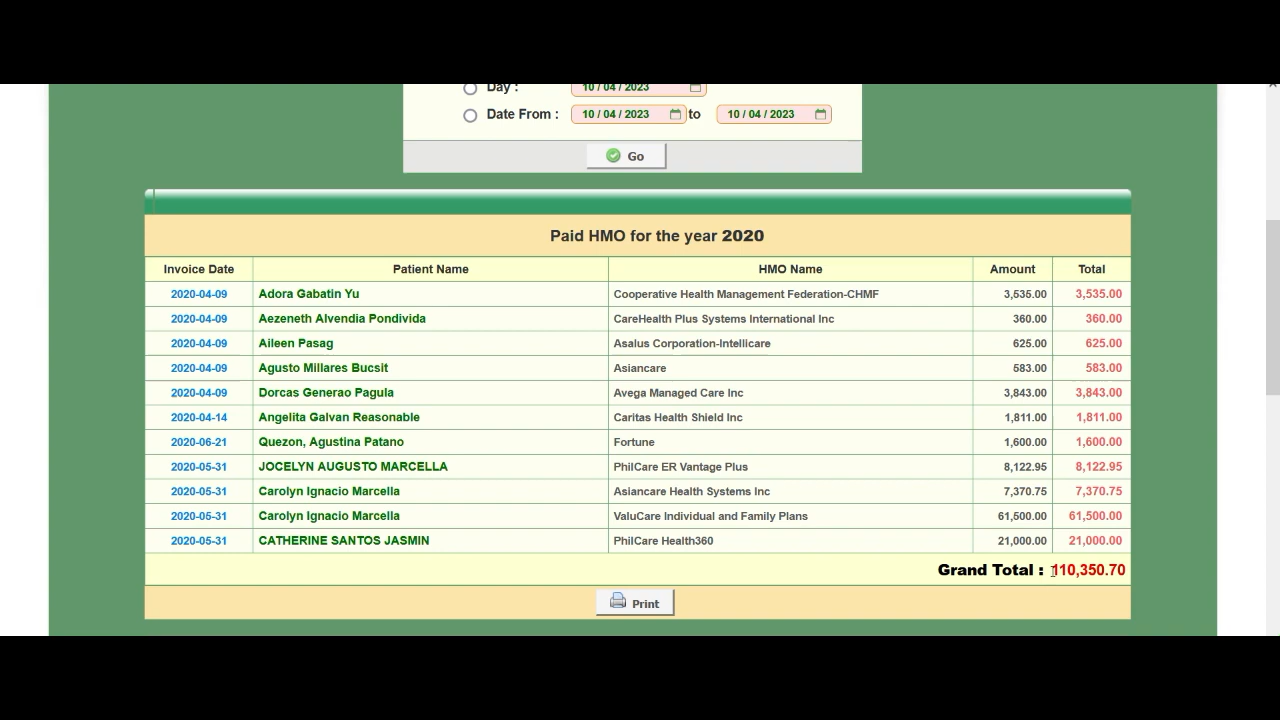 Day : 10 / 04 / 2023
Date From : 10 / 04 / 2023 to 10 / 04 / 2023
Go
Paid HMO for the year 2020
Invoice Date Patient Name HMO Name Amount Total
2020-04-09 Adora Gabatin Yu Cooperative Health Management Federation-CHMF 3,535.00 3,535.00
2020-04-09 Aezeneth Alvendia Pondivida CareHealth Plus Systems International Inc 360.00 360.00
2020-04-09 Aileen Pasag Asalus Corporation-Intellicare 625.00 625.00
2020-04-09 Agusto Millares Bucsit Asiancare 583.00 583.00
2020-04-09 Dorcas Generao Pagula Avega Managed Care Inc 3,843.00 3,843.00
2020-04-14 Angelita Galvan Reasonable Caritas Health Shield Inc 1,811.00 1,811.00
2020-06-21 Quezon, Agustina Patano Fortune 1,600.00 1,600.00
2020-05-31 JOCELYN AUGUSTO MARCELLA PhilCare ER Vantage Plus 8,122.95 8,122.95
2020-05-31 Carolyn Ignacio Marcella Asiancare Health Systems Inc 7,370.75 7,370.75
2020-05-31 Carolyn Ignacio Marcella ValuCare Individual and Family Plans 61,500.00 61,500.00
2020-05-31 CATHERINE SANTOS JASMIN PhilCare Health360 21,000.00 21,000.00
Grand Total : 110,350.70
Print